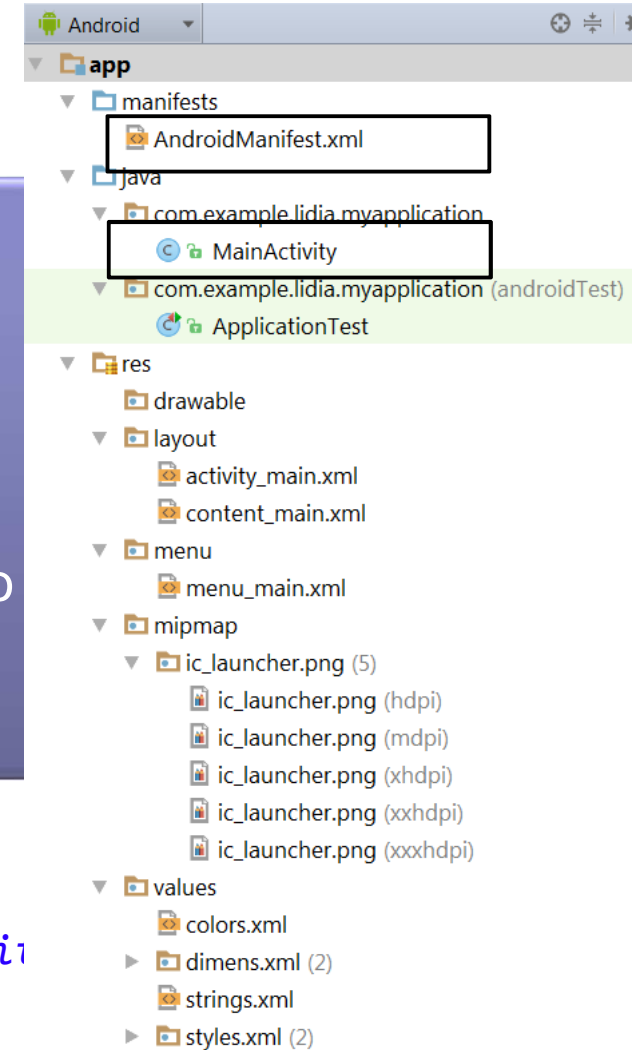 Android
app
manifests
AndroidManifest.xml
java
com.example.lidia.myapplication
MainActivity
com.example.lidia.myapplication (androidTest)
ApplicationTest
res
drawable
layout
activity_main.xml
content_main.xml
menu
menu_main.xml
mipmap
ic_launcher.png (5)
ic_launcher.png (hdpi)
ic_launcher.png (mdpi)
ic_launcher.png (xhdpi)
ic_launcher.png (xxhdpi)
ic_launcher.png (xxxhdpi)
values
colors.xml
dimens.xml (2)
strings.xml
styles.xml (2)